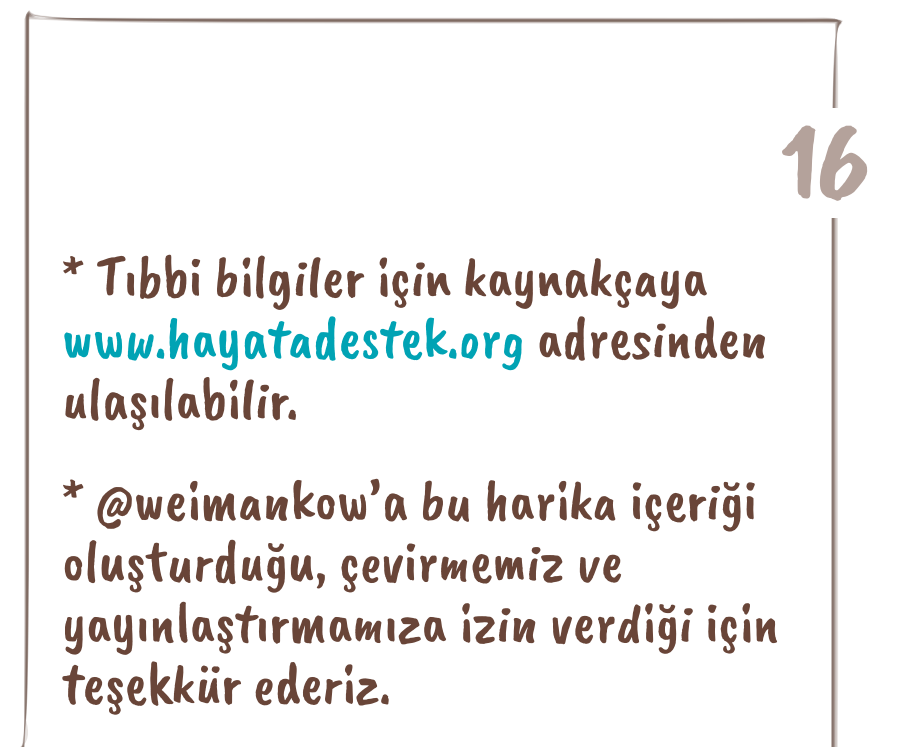 16
* Tıbbi bilgiler için kaynakçaya
www.hayatadestek.org adresinden
ulaşılabilir.
* @weimankow'a bu harika içeriği
oluşturduğu, çevirmemiz ve
yayınlaştırmamıza izin verdiği için
teşekkür ederiz.